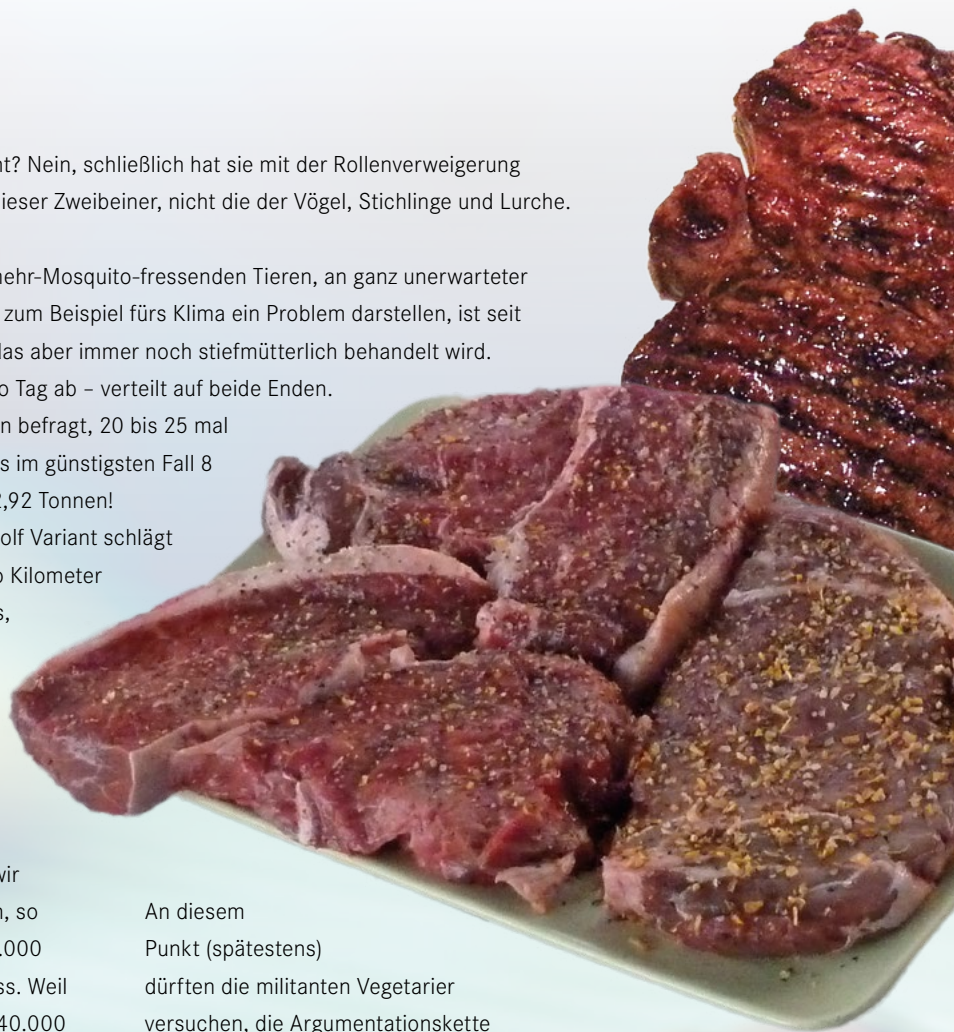 nt? Nein, schließlich hat sie mit der Rollenverweigerung
ieser Zweibeiner, nicht die der Vögel, Stichlinge und Lurche.
mehr-Mosquito-fressenden Tieren, an ganz unerwarteter
zum Beispiel fürs Klima ein Problem darstellen, ist seit
das aber immer noch stiefmütterlich behandelt wird.
o Tag ab – verteilt auf beide Enden.
n befragt, 20 bis 25 mal
s im günstigsten Fall 8
2,92 Tonnen!
olf Variant schlägt
o Kilometer
s,
wir
n, so
.000
ss. Weil
40.000
An diesem
Punkt (spätestens)
dürften die militanten Vegetarier
versuchen, die Argumentationskette